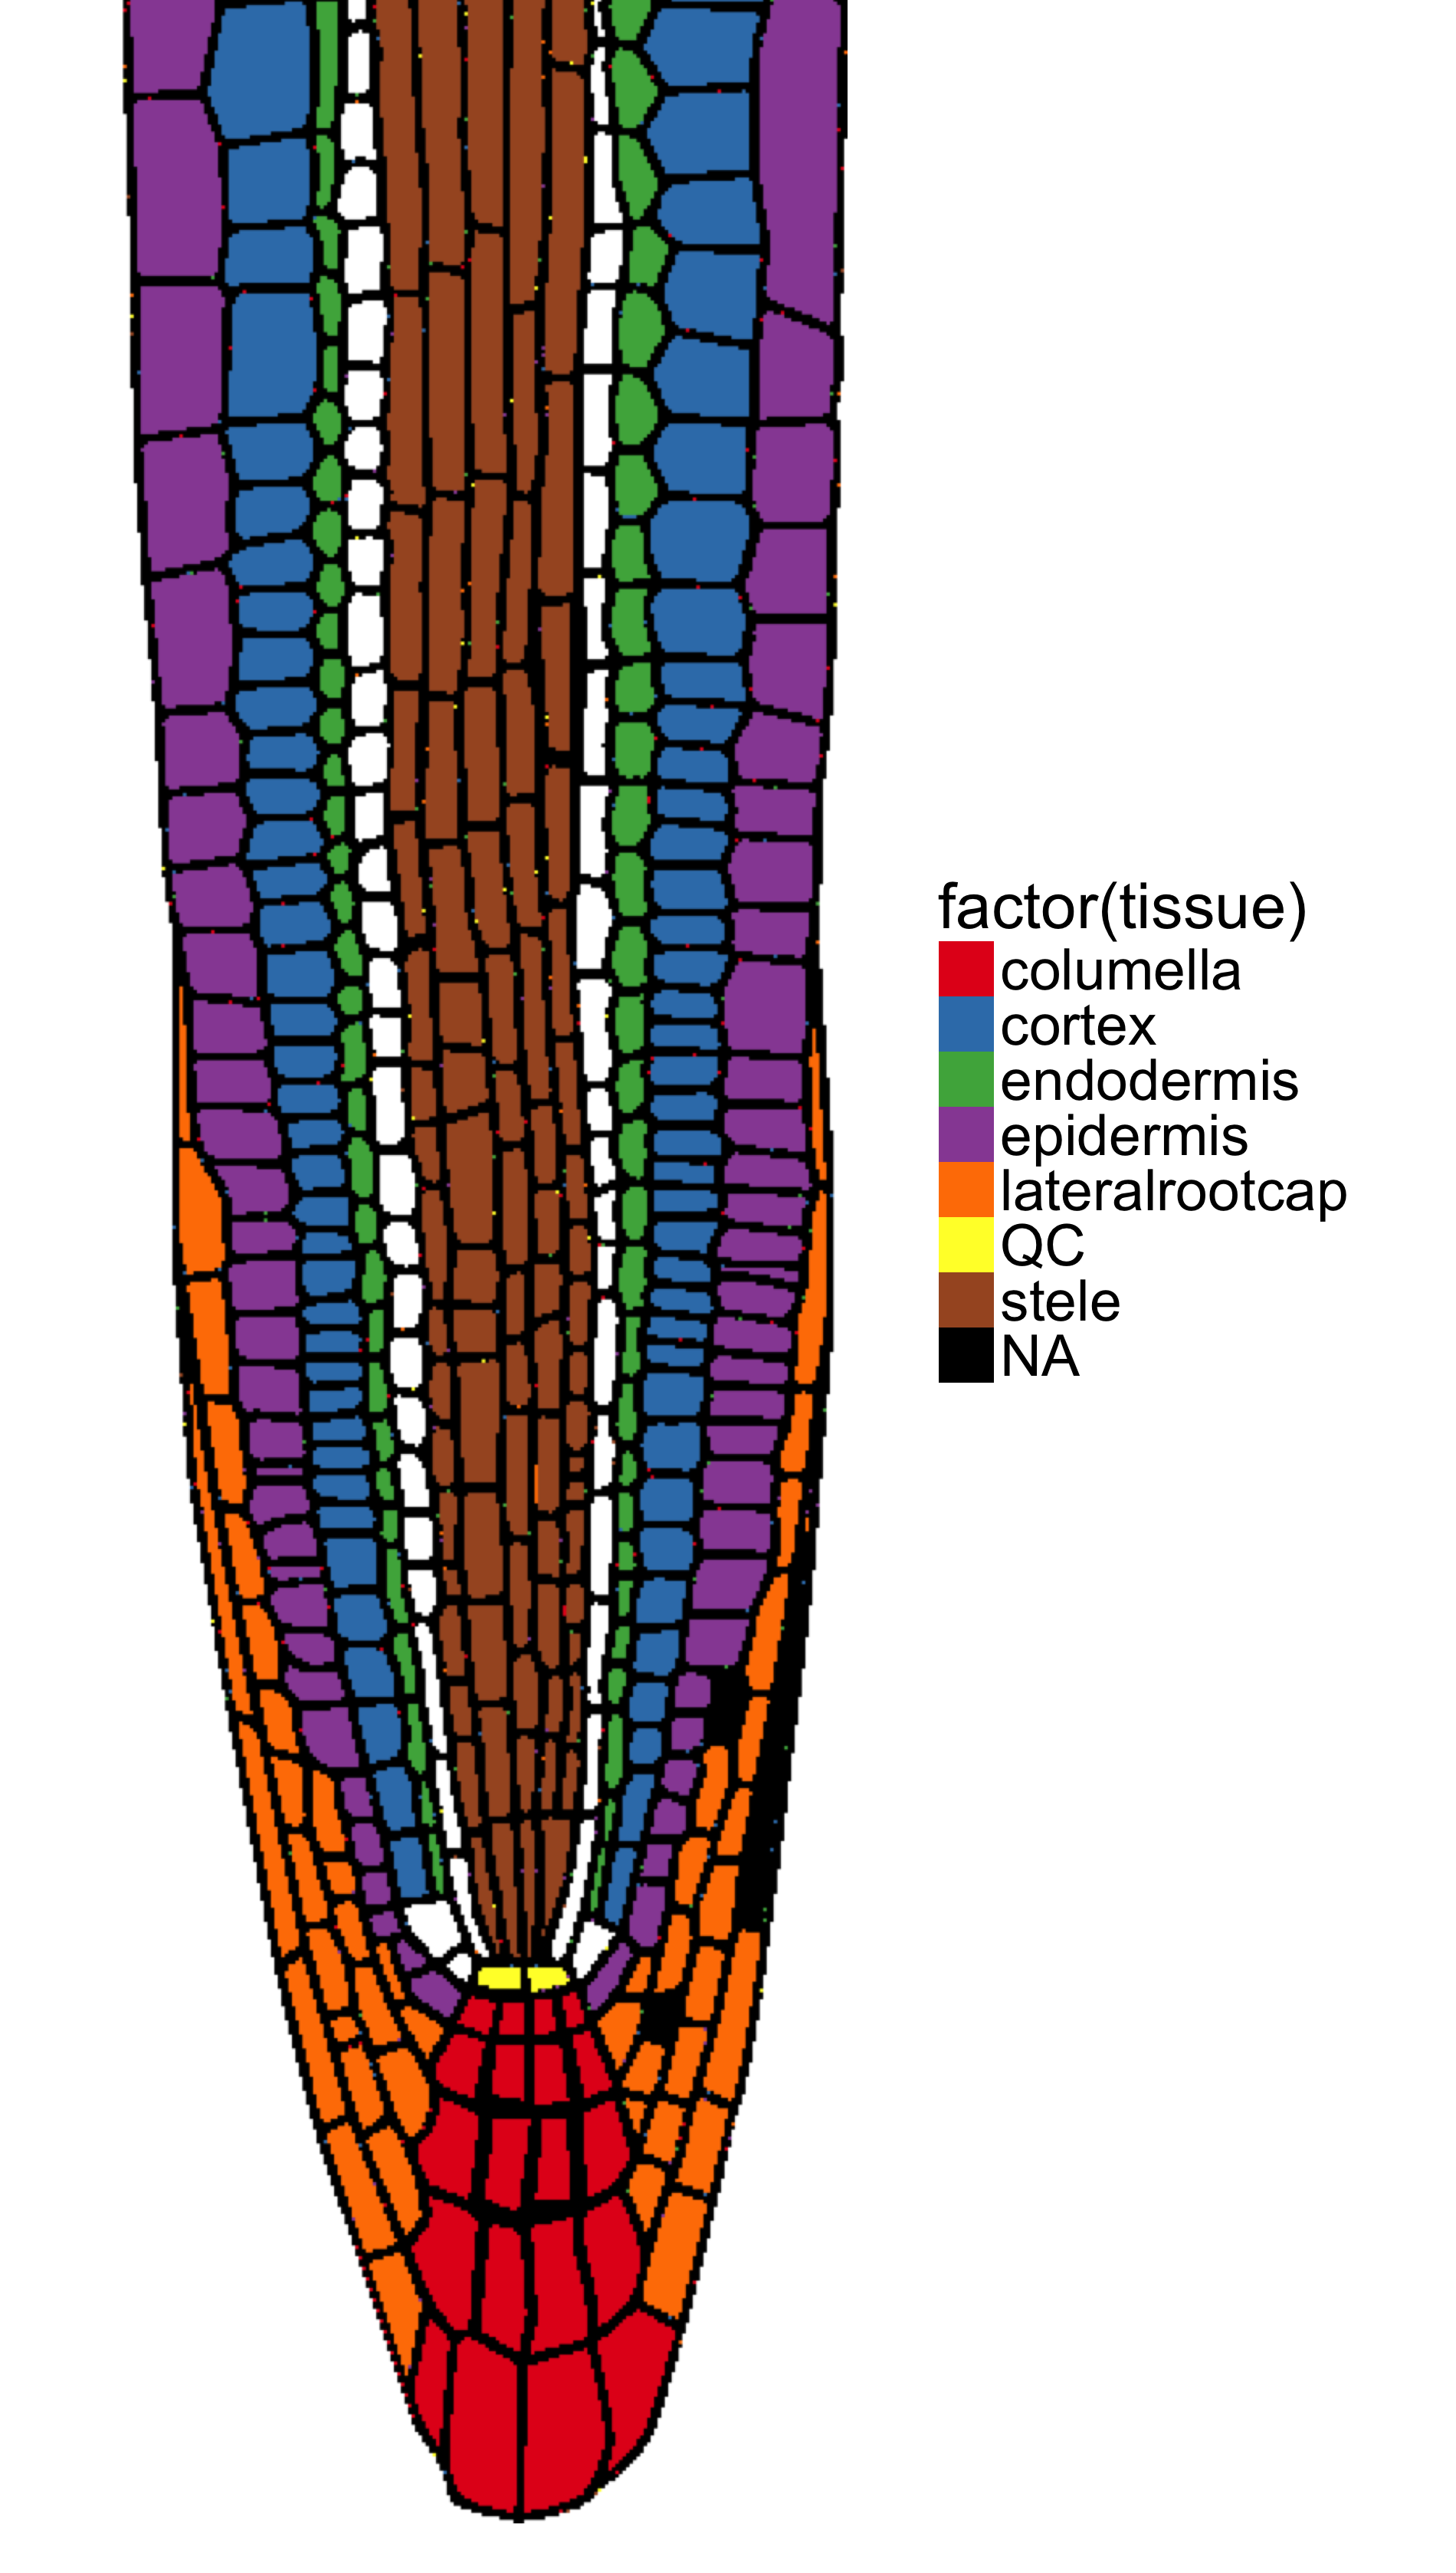 factor(tissue)
columella
cortex
endodermis
epidermis
lateralrootcap
QC
stele
NA